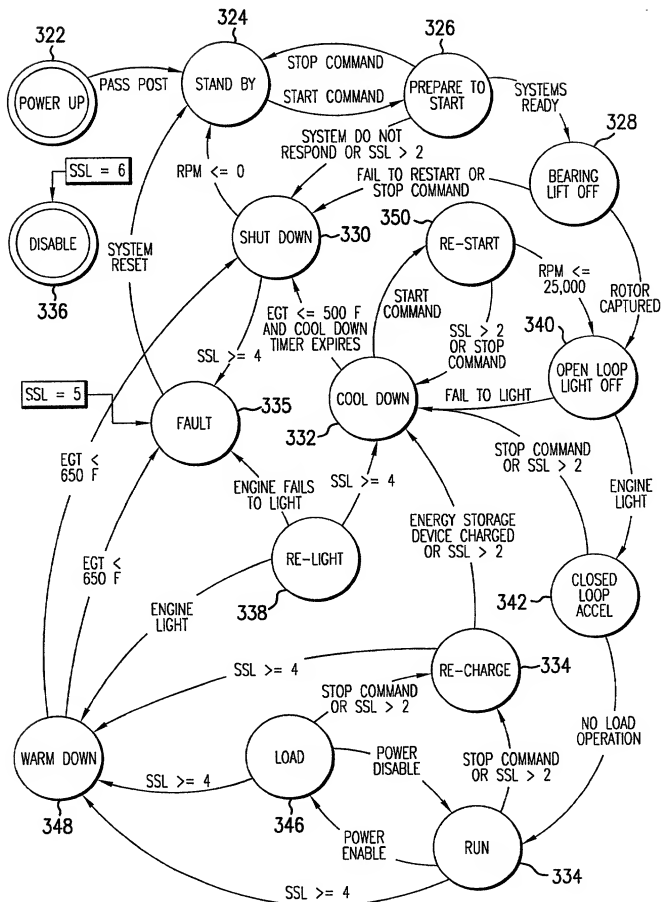 322
324
326
POWER UP
PASS POST
STAND BY
STOP COMMAND
START COMMAND
PREPARE TO
START
SYSTEMS
READY
328
SSL = 6
RPM <= 0
SYSTEM DO NOT
RESPOND OR SSL > 2
FAIL TO RESTART OR
STOP COMMAND
BEARING
LIFT OFF
DISABLE
336
SYSTEM
RESET
SHUT DOWN
330
350
RE-START
RPM <=
25,000
ROTOR
CAPTURED
EGT <= 500 F
AND COOL DOWN
TIMER EXPIRES
START
COMMAND
SSL > 2
OR STOP
COMMAND
340
OPEN LOOP
LIGHT OFF
SSL >= 4
SSL = 5
FAULT
335
COOL DOWN
332
FAIL TO LIGHT
EGT <
650 F
STOP COMMAND
OR SSL > 2
ENGINE
LIGHT
ENGINE FAILS
TO LIGHT
SSL >= 4
EGT <
650 F
ENERGY STORAGE
DEVICE CHARGED
OR SSL > 2
RE-LIGHT
338
CLOSED
LOOP
ACCEL
342
ENGINE
LIGHT
SSL >= 4
RE-CHARGE
334
STOP COMMAND
OR SSL > 2
NO LOAD
OPERATION
WARM DOWN
348
SSL >= 4
LOAD
346
POWER
DISABLE
STOP COMMAND
OR SSL > 2
POWER
ENABLE
RUN
334
SSL >= 4